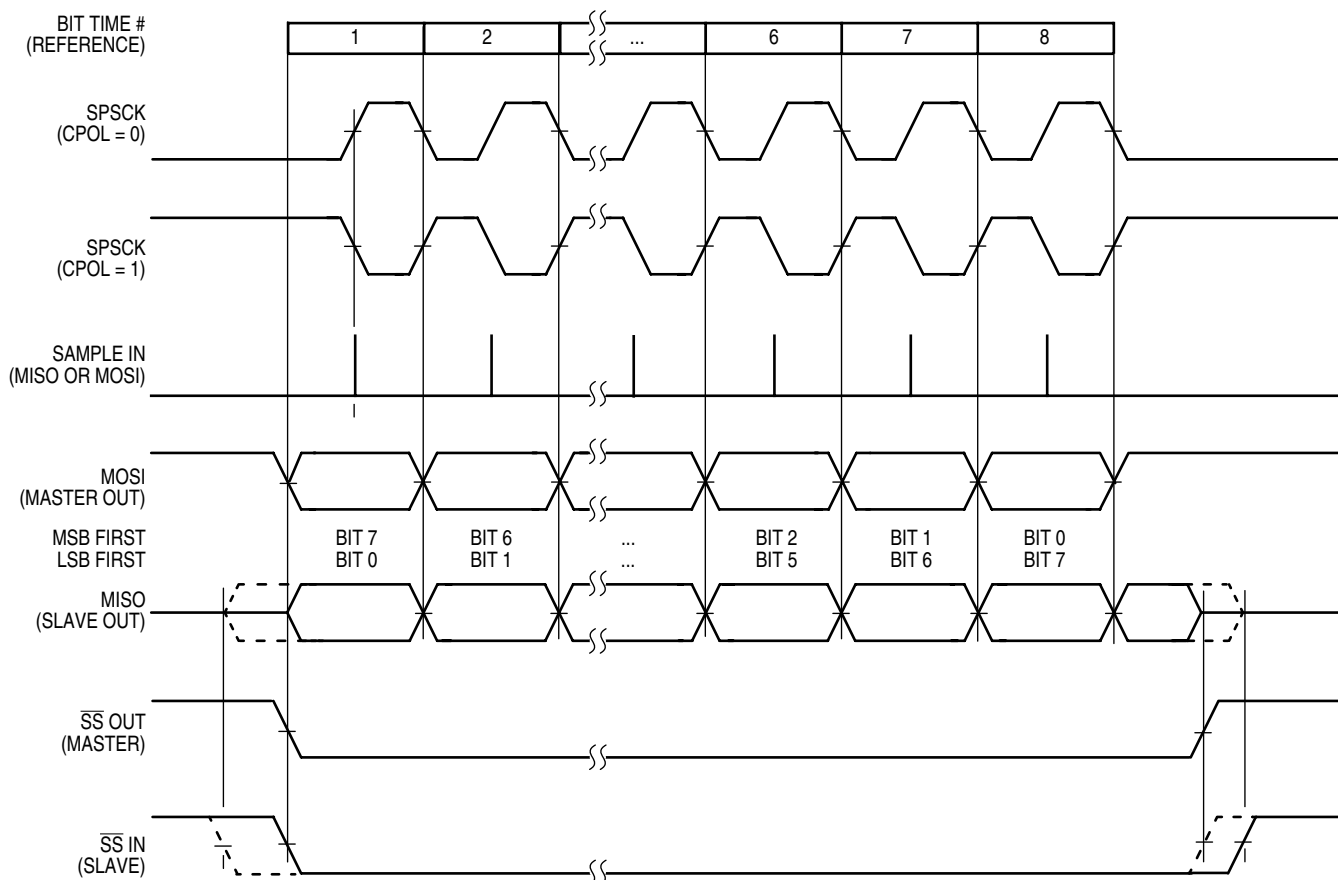 BIT TIME #
(REFERENCE)
1 2 ... 6 7 8
SPSCK
(CPOL = 0)
SPSCK
(CPOL = 1)
SAMPLE IN
(MISO OR MOSI)
MOSI
(MASTER OUT)
MSB FIRST BIT 7 BIT 6 ... BIT 2 BIT 1 BIT 0
LSB FIRST BIT 0 BIT 1 ... BIT 5 BIT 6 BIT 7
MISO
(SLAVE OUT)
S̅S̅ OUT
(MASTER)
S̅S̅ IN
(SLAVE)